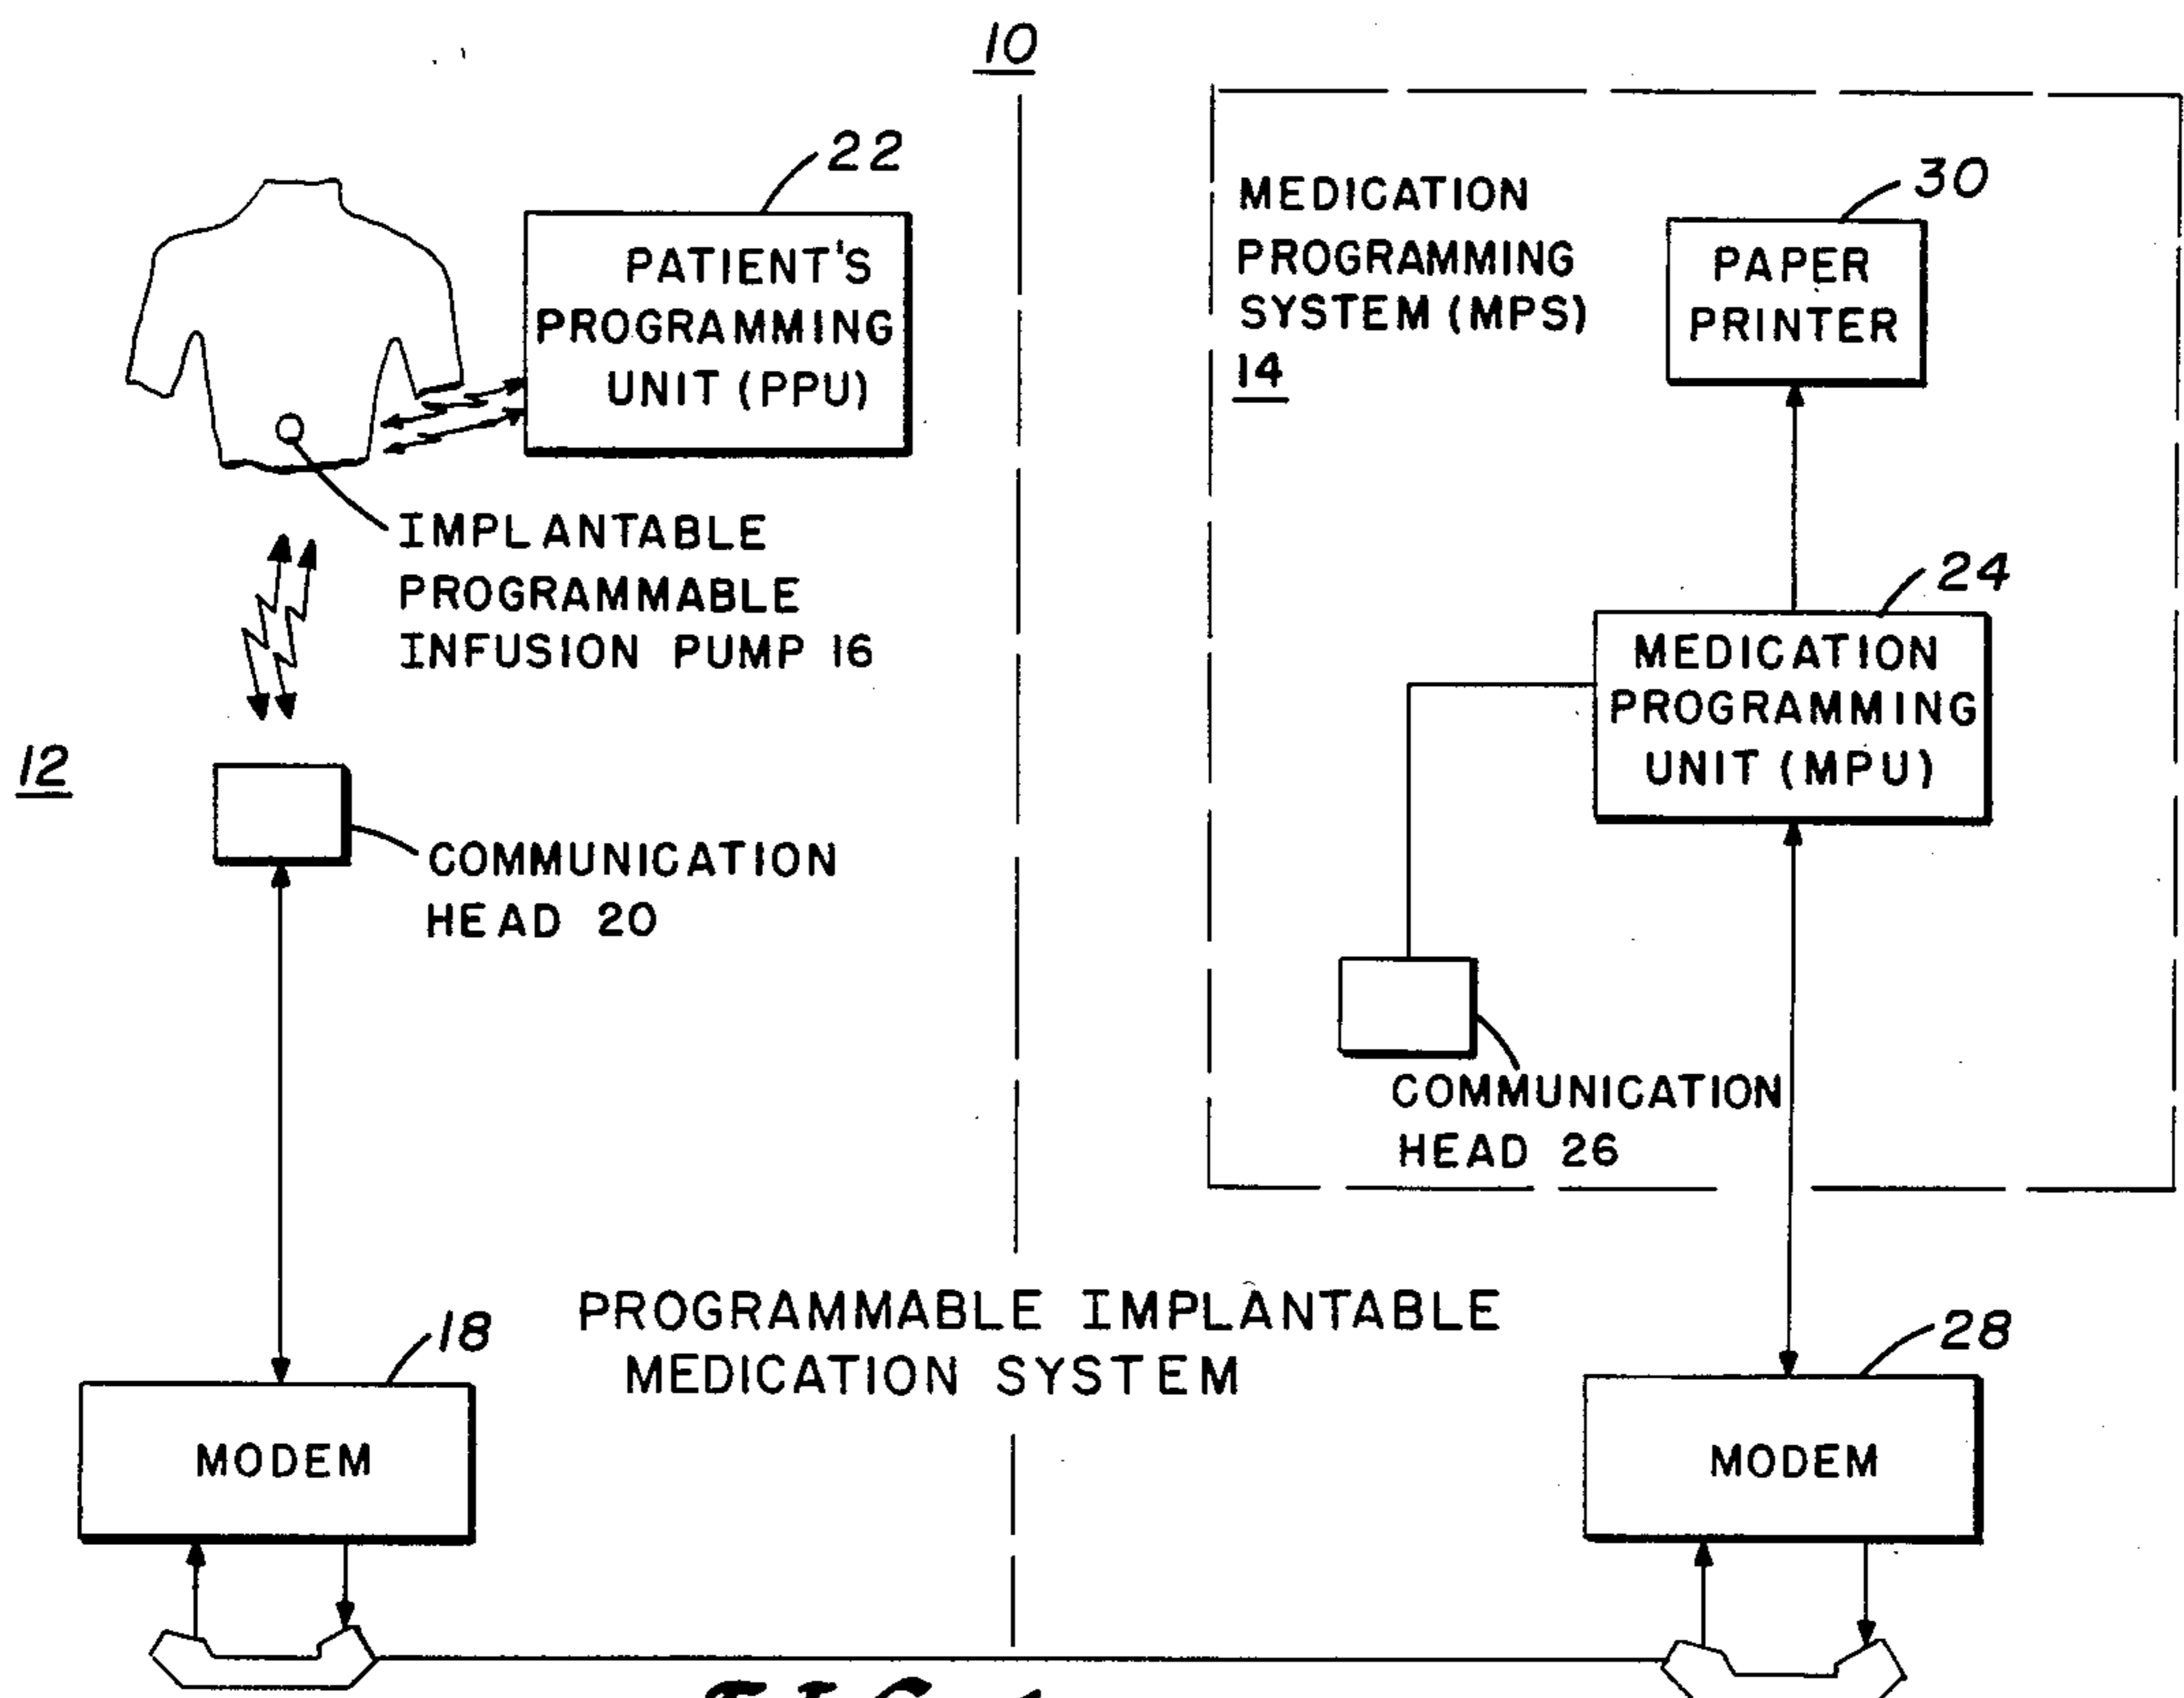 10
22
PATIENT'S
PROGRAMMING
UNIT (PPU)
IMPLANTABLE
PROGRAMMABLE
INFUSION PUMP 16
12
COMMUNICATION
HEAD 20
18
MODEM
MEDICATION
PROGRAMMING
SYSTEM (MPS)
14
30
PAPER
PRINTER
24
MEDICATION
PROGRAMMING
UNIT (MPU)
COMMUNICATION
HEAD 26
PROGRAMMABLE IMPLANTABLE
MEDICATION SYSTEM
28
MODEM